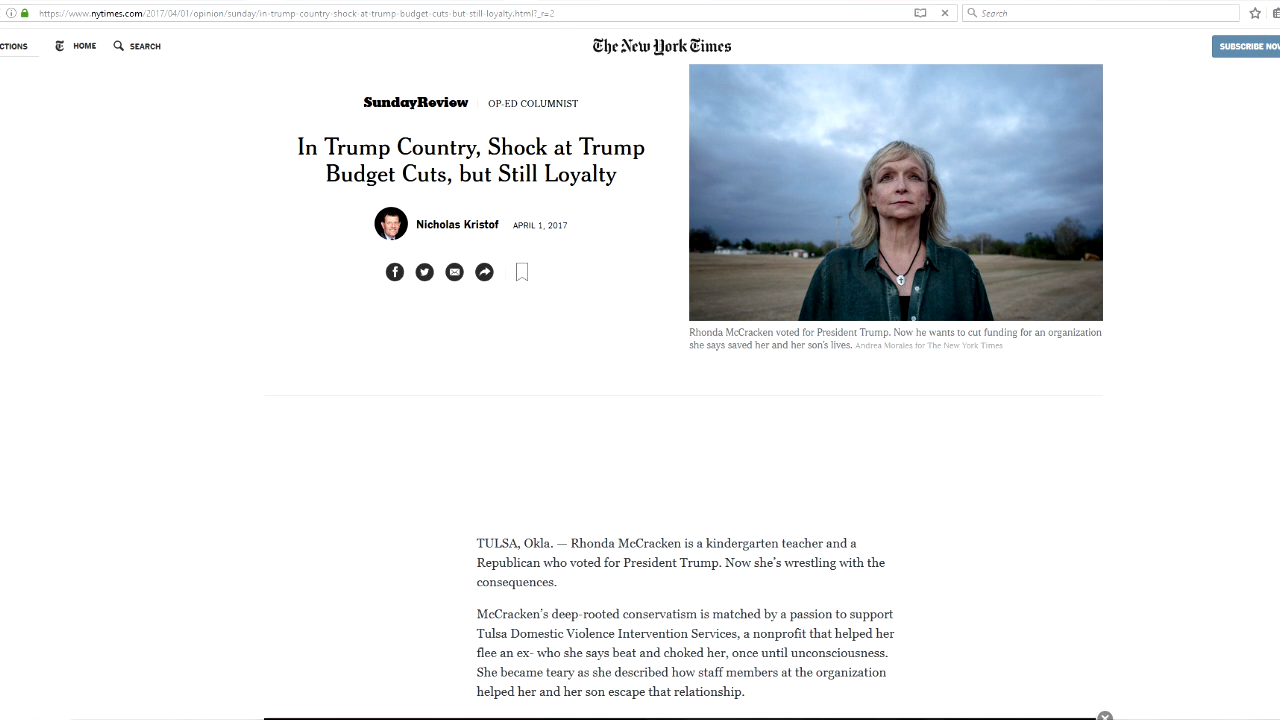 https://www.nytimes.com/2017/04/01/opinion/sunday/in-trump-country-shock-at-trump-budget-cuts-but-still-loyalty.html?_r=2
Search
CTIONS
HOME
SEARCH
The New York Times
SUBSCRIBE NOW
SundayReview | OP-ED COLUMNIST
In Trump Country, Shock at Trump
Budget Cuts, but Still Loyalty
Nicholas Kristof APRIL 1, 2017
Rhonda McCracken voted for President Trump. Now he wants to cut funding for an organization
she says saved her and her son's lives. Andrea Morales for The New York Times
TULSA, Okla. — Rhonda McCracken is a kindergarten teacher and a
Republican who voted for President Trump. Now she's wrestling with the
consequences.
McCracken's deep-rooted conservatism is matched by a passion to support
Tulsa Domestic Violence Intervention Services, a nonprofit that helped her
flee an ex- who she says beat and choked her, once until unconsciousness.
She became teary as she described how staff members at the organization
helped her and her son escape that relationship.